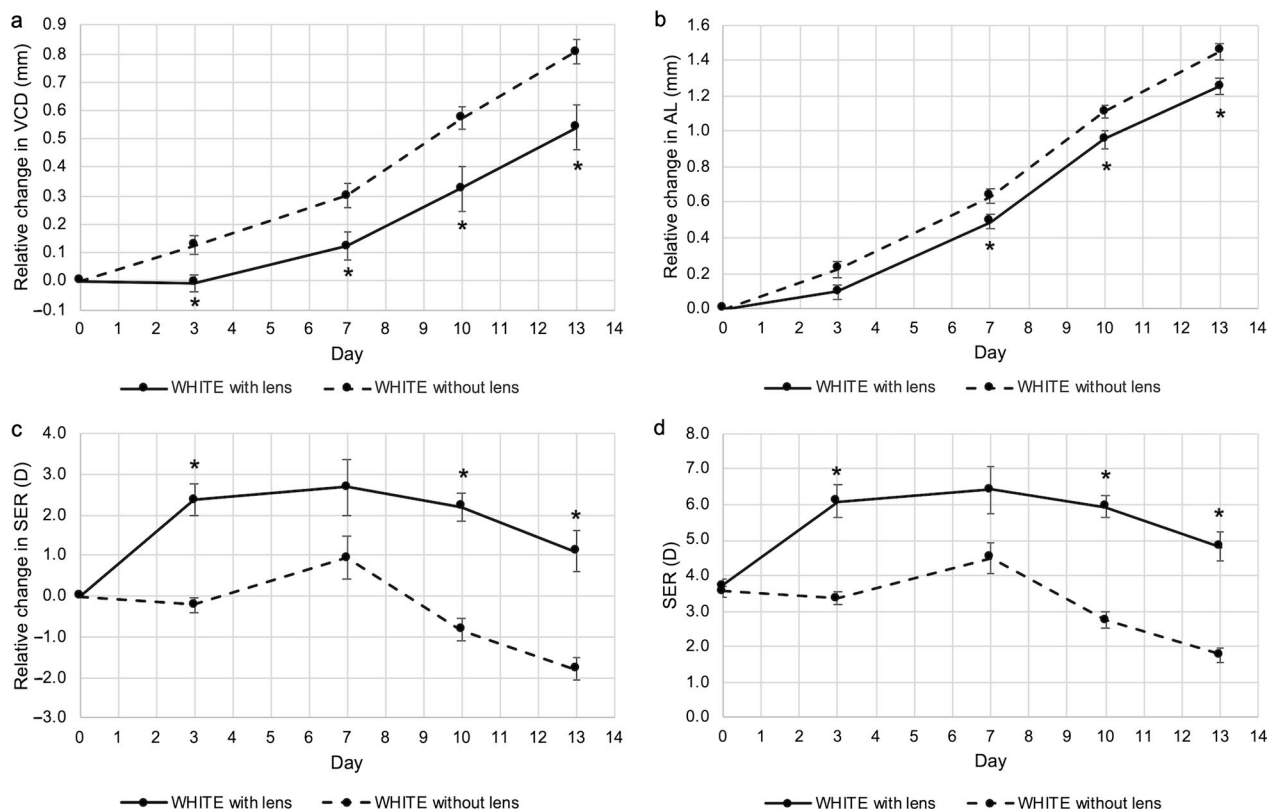 a
Relative change in VCD (mm)
0.9
0.8
0.7
0.6
0.5
0.4
0.3
0.2
0.1
0.0
–0.1
* * * *
0 1 2 3 4 5 6 7 8 9 10 11 12 13 14
Day
WHITE with lens WHITE without lens
b
Relative change in AL (mm)
1.6
1.4
1.2
1.0
0.8
0.6
0.4
0.2
0.0
* * *
0 1 2 3 4 5 6 7 8 9 10 11 12 13 14
Day
WHITE with lens WHITE without lens
c
Relative change in SER (D)
4.0
3.0
2.0
1.0
0.0
–1.0
–2.0
–3.0
* * *
0 1 2 3 4 5 6 7 8 9 10 11 12 13 14
Day
WHITE with lens WHITE without lens
d
SER (D)
8.0
7.0
6.0
5.0
4.0
3.0
2.0
1.0
0.0
* * *
0 1 2 3 4 5 6 7 8 9 10 11 12 13 14
Day
WHITE with lens WHITE without lens